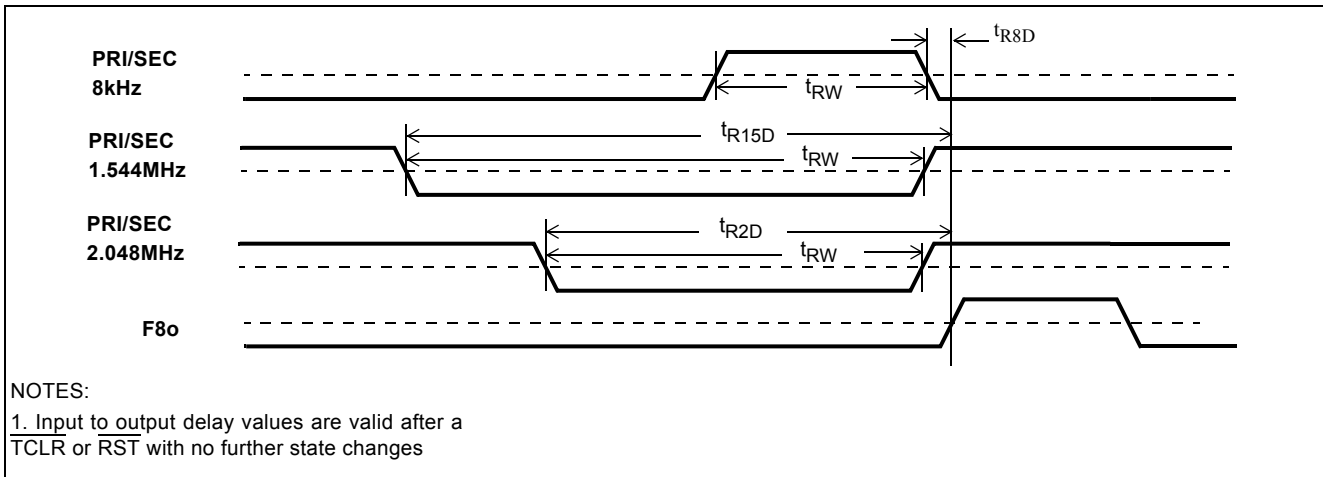 PRI/SEC
8kHz
tR8D
tRW
PRI/SEC
1.544MHz
tR15D
tRW
PRI/SEC
2.048MHz
tR2D
tRW
F8o
NOTES:
1. Input to output delay values are valid after a
TCLR or RST with no further state changes